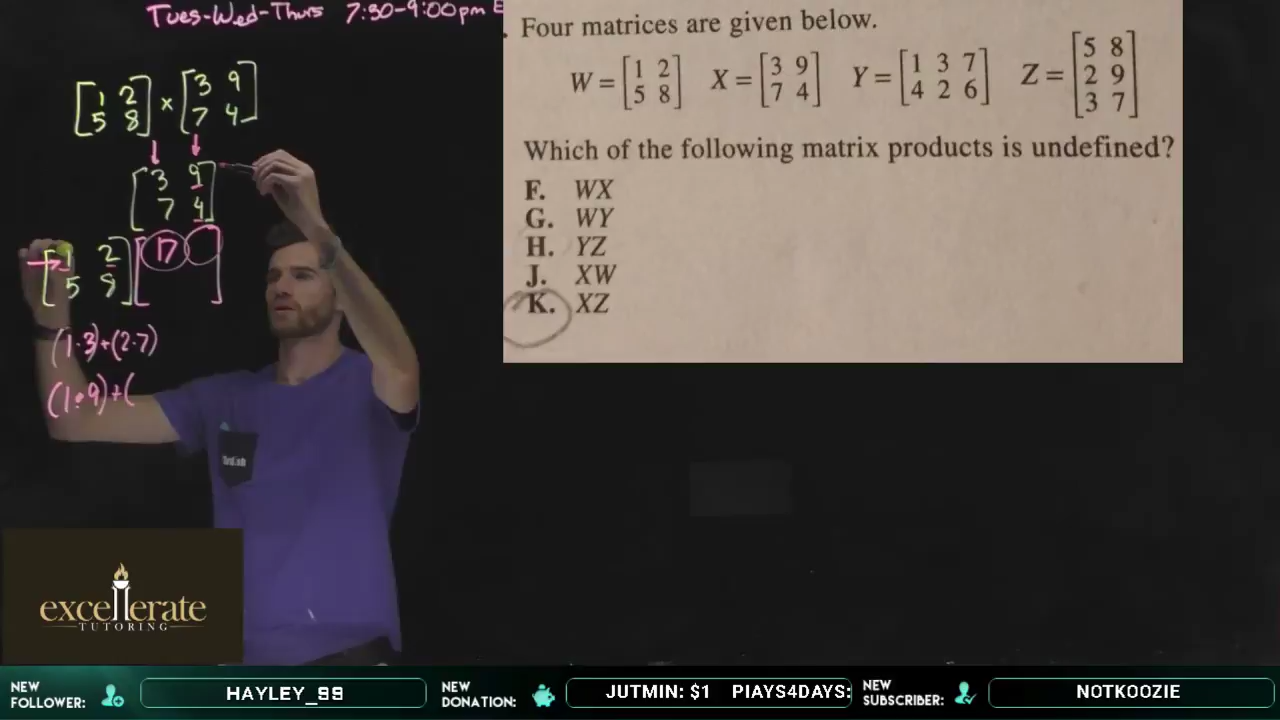 Tues-Wed-Thurs 7:30-9:00pm E
[1 2 [3 9
5 8] × 7 4]
[3 9]
[7 4]
[1 2] [17 ]
[5 8]
(1·3)+(2·7)
(1·9)+(
. Four matrices are given below.
W = [1 2 X = [3 9 Y = [1 3 7 Z = [5 8
5 8] 7 4] 4 2 6] 2 9
3 7]
Which of the following matrix products is undefined?
F. WX
G. WY
H. YZ
J. XW
K. XZ
ThirdLove
excellerate
TUTORING
NEW FOLLOWER: HAYLEY_99 NEW DONATION: JUTMIN: $1 PIAYS4DAYS: NEW SUBSCRIBER: NOTKOOZIE